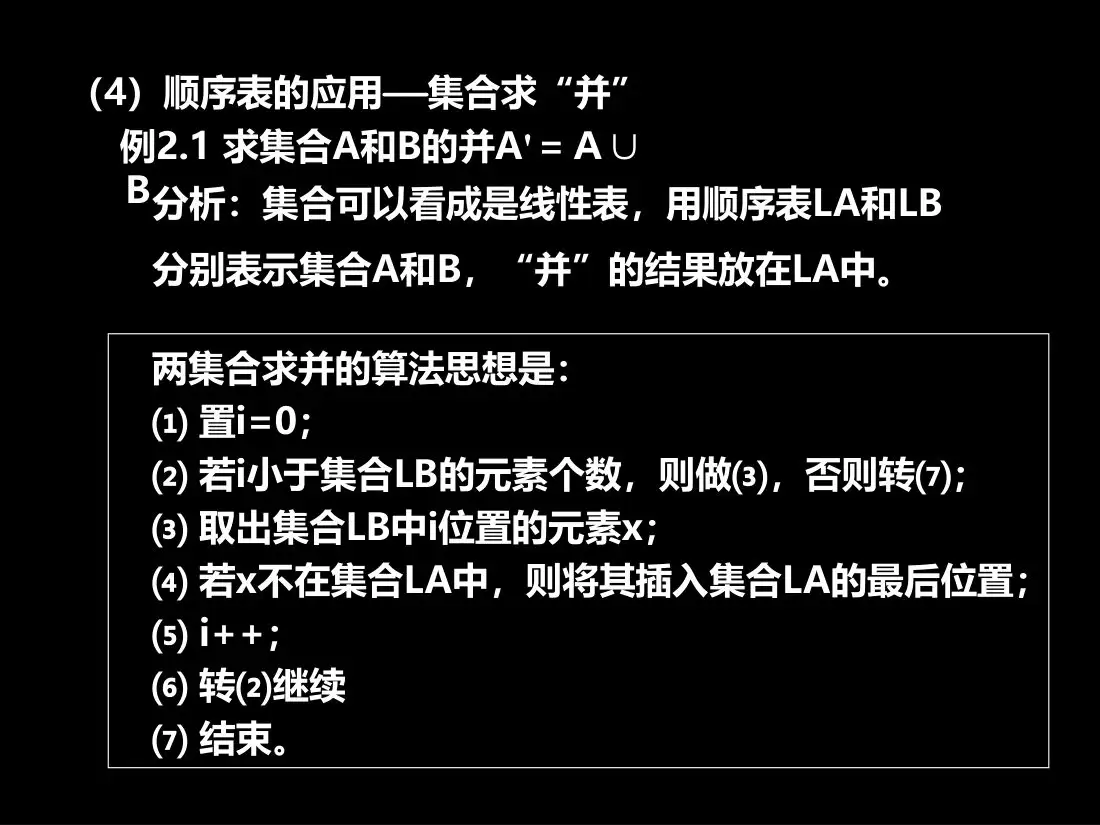 （4）顺序表的应用——集合求“并”
例2.1 求集合A和B的并A'= A∪
B
分析：集合可以看成是线性表，用顺序表LA和LB
分别表示集合A和B，“并”的结果放在LA中。
两集合求并的算法思想是：
⑴ 置i=0；
⑵ 若i小于集合LB的元素个数，则做⑶，否则转⑺；
⑶ 取出集合LB中i位置的元素x；
⑷ 若x不在集合LA中，则将其插入集合LA的最后位置；
⑸ i++；
⑹ 转⑵继续
⑺ 结束。